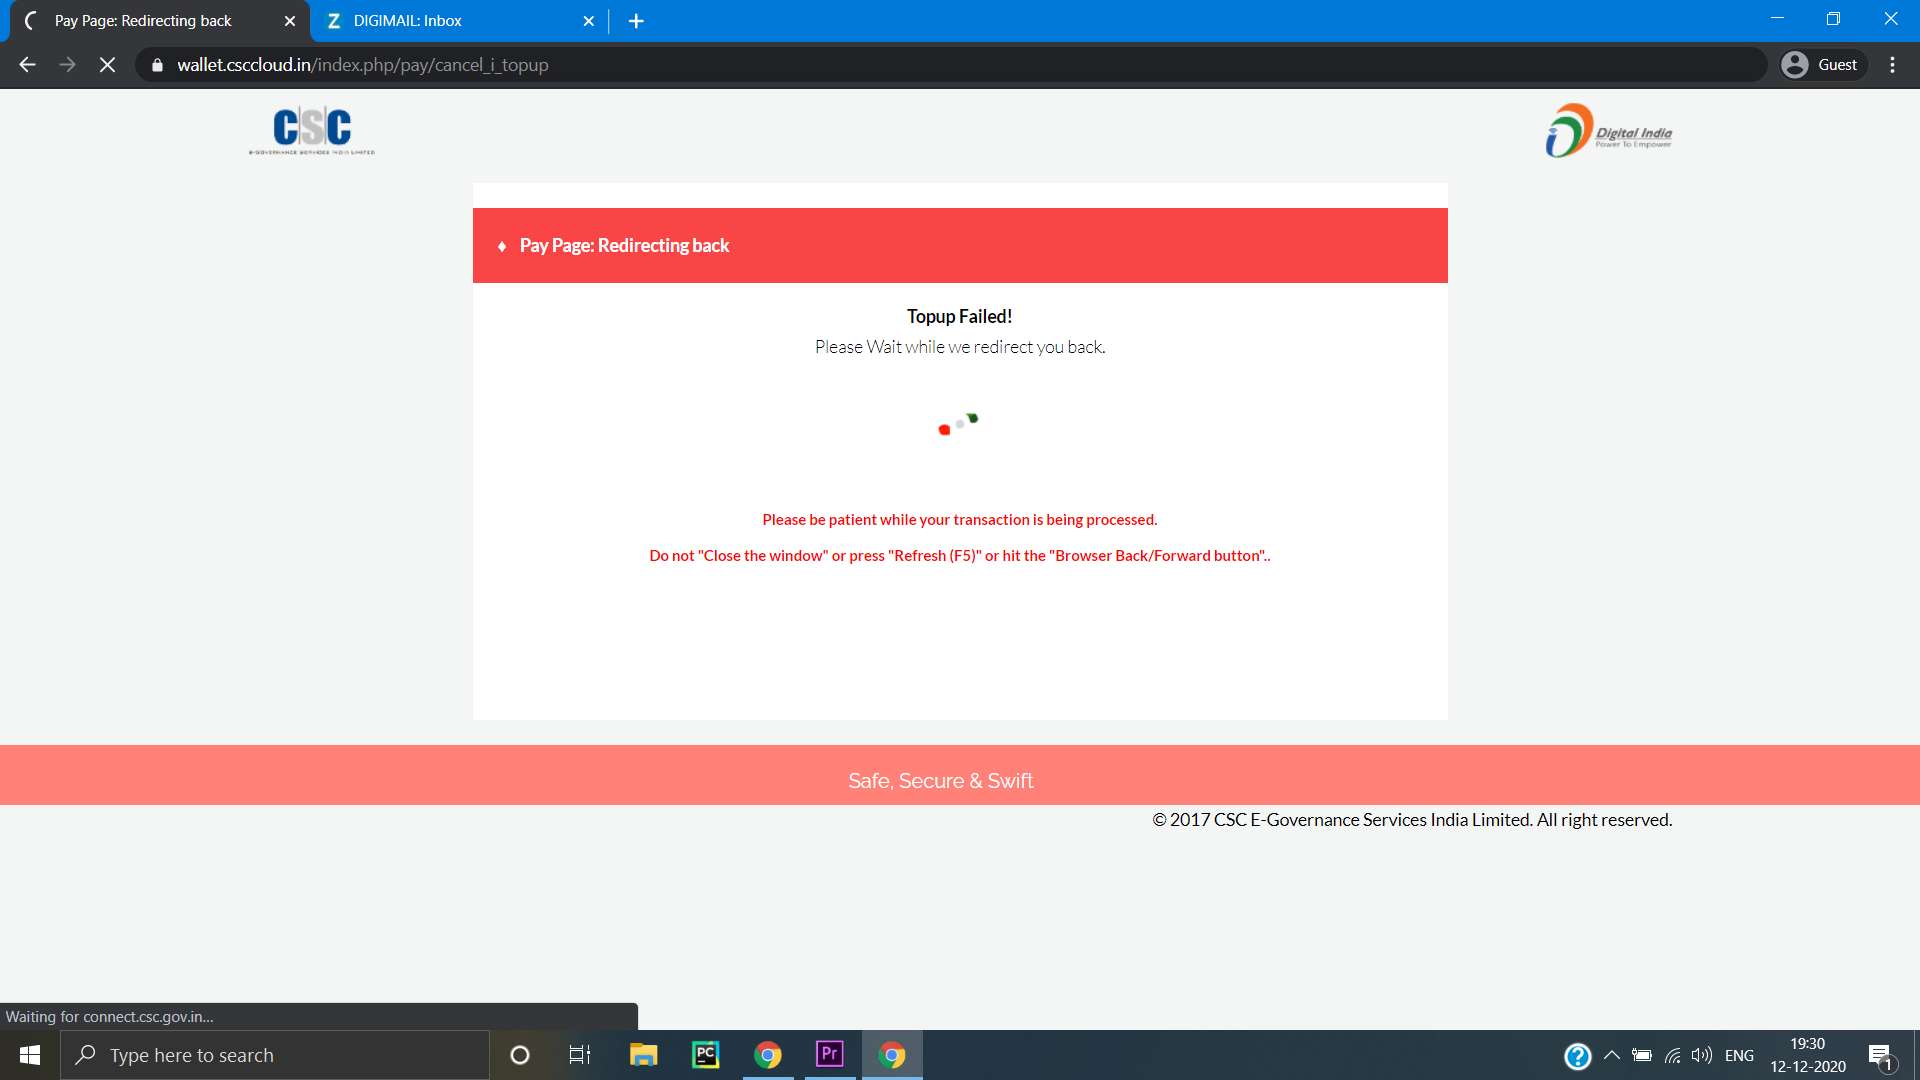 Pay Page: Redirecting back
DIGIMAIL: Inbox
wallet.csccloud.in/index.php/pay/cancel_i_topup
Guest
CSC
E-GOVERNANCE SERVICES INDIA LIMITED
Digital India
Power To Empower
♦ Pay Page: Redirecting back
Topup Failed!
Please Wait while we redirect you back.
Please be patient while your transaction is being processed.
Do not "Close the window" or press "Refresh (F5)" or hit the "Browser Back/Forward button"..
Safe, Secure & Swift
© 2017 CSC E-Governance Services India Limited. All right reserved.
Waiting for connect.csc.gov.in...
Type here to search
PC
Pr
ENG
19:30
12-12-2020
1